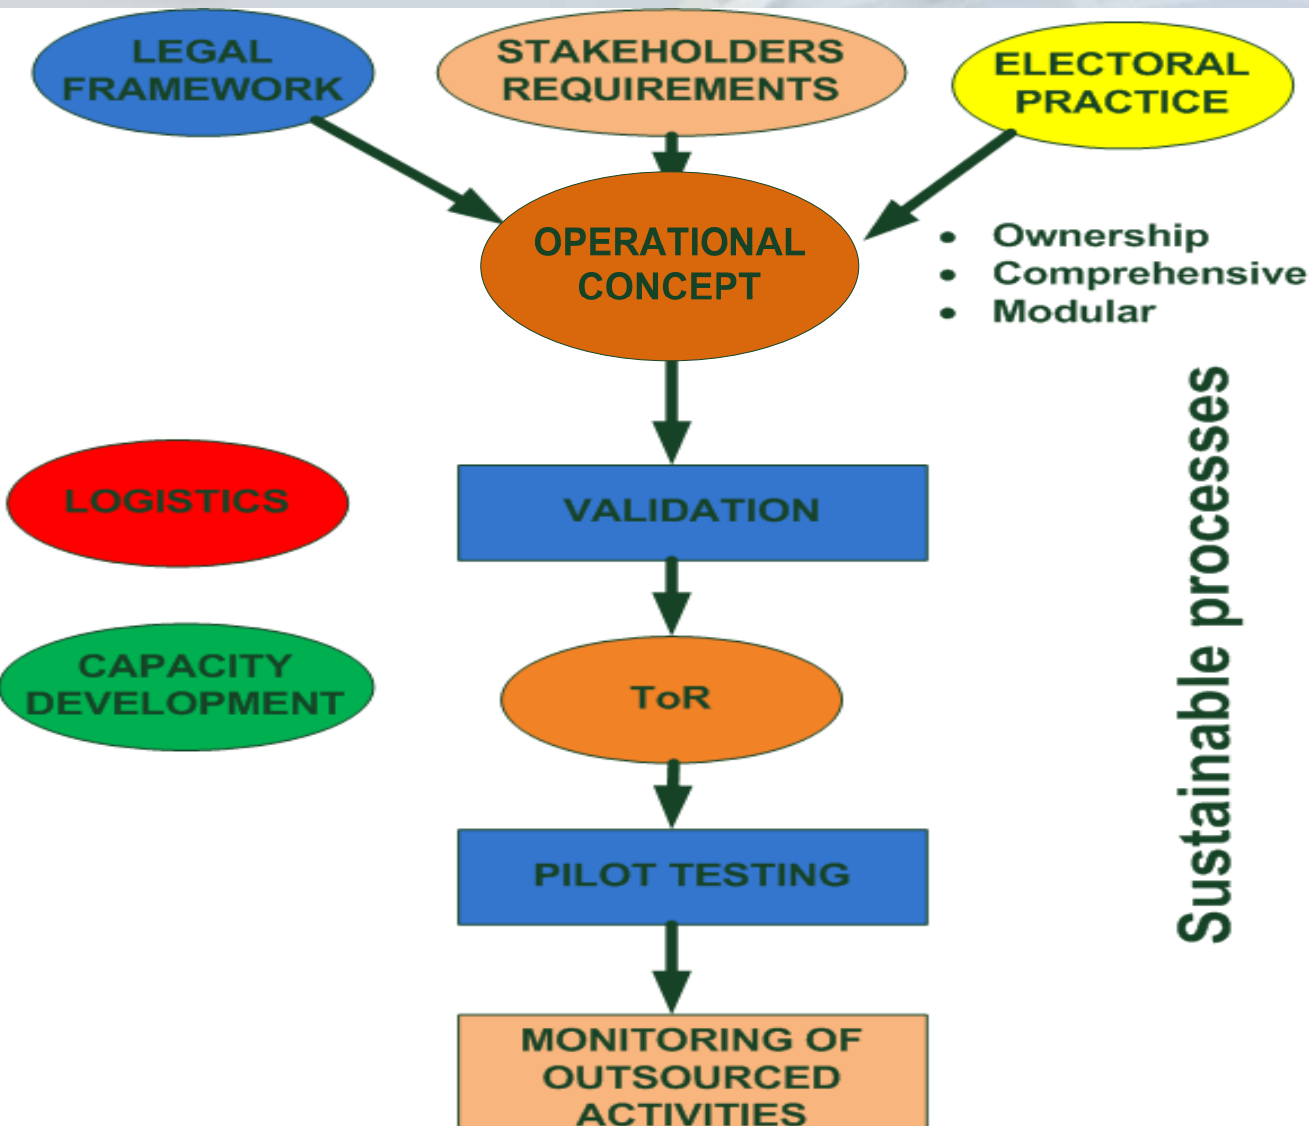 LEGAL
FRAMEWORK
STAKEHOLDERS
REQUIREMENTS
ELECTORAL
PRACTICE
OPERATIONAL
CONCEPT
• Ownership
• Comprehensive
• Modular
Sustainable processes
LOGISTICS
VALIDATION
CAPACITY
DEVELOPMENT
ToR
PILOT TESTING
MONITORING OF
OUTSOURCED
ACTIVITIES